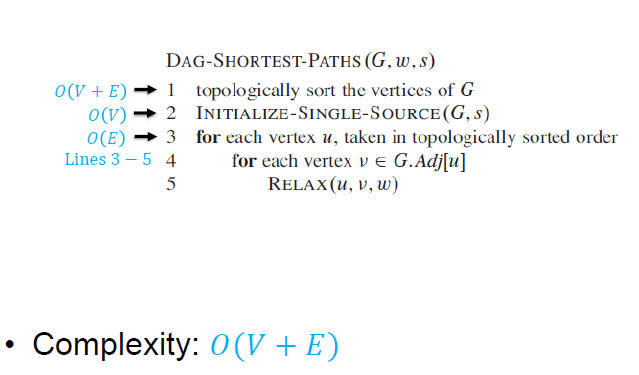 DAG-SHORTEST-PATHS (G, w, s)
O(V + E) → 1 topologically sort the vertices of G
O(V) → 2 INITIALIZE-SINGLE-SOURCE(G, s)
O(E) → 3 for each vertex u, taken in topologically sorted order
Lines 3 – 5 4 for each vertex v ∈ G.Adj[u]
5 RELAX(u, v, w)
• Complexity: O(V + E)